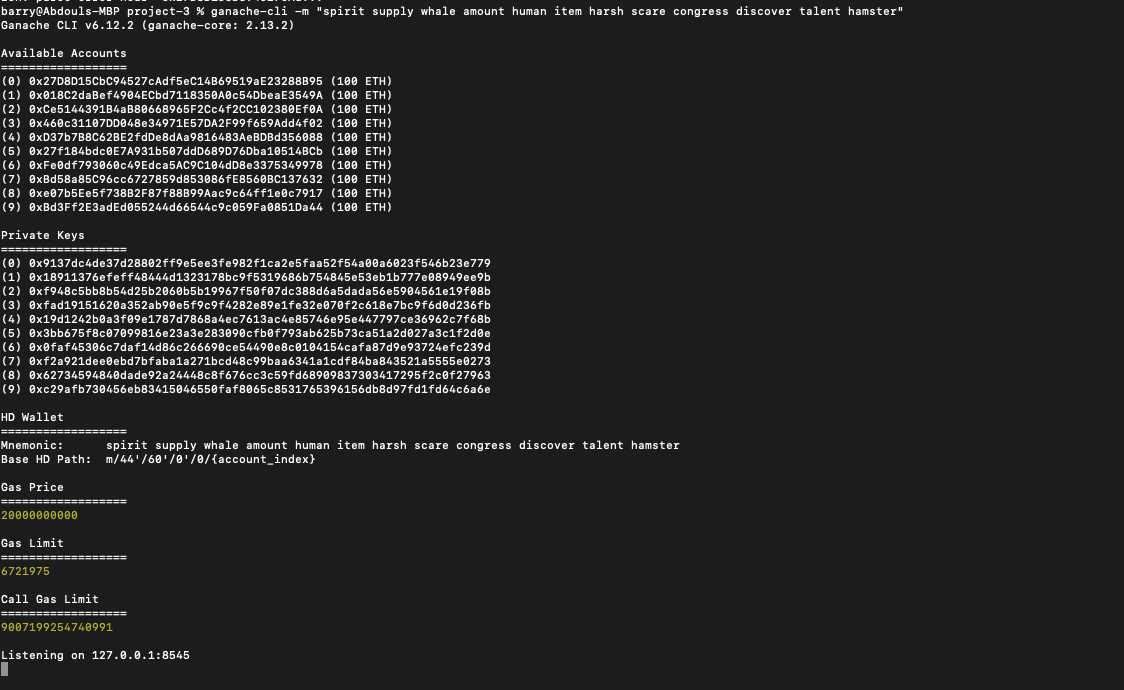 barry@Abdouls-MBP project-3 % ganache-cli -m "spirit supply whale amount human item harsh scare congress discover talent hamster"
Ganache CLI v6.12.2 (ganache-core: 2.13.2)
Available Accounts
==================
(0) 0x27D8D15CbC94527cAdf5eC14B69519aE23288B95 (100 ETH)
(1) 0x018C2daBef4904ECbd7118350A0c54DbeaE3549A (100 ETH)
(2) 0xCe5144391B4aB80668965F2Cc4f2CC102380Ef0A (100 ETH)
(3) 0x460c31107DD048e34971E57DA2F99f659Add4f02 (100 ETH)
(4) 0xD37b7B8C62BE2fdDe8dAa9816483AeBDBd356088 (100 ETH)
(5) 0x27f184bdc0E7A931b507ddD689D76Dba10514BCb (100 ETH)
(6) 0xFe0df793060c49Edca5AC9C104dD8e3375349978 (100 ETH)
(7) 0xBd58a85C96cc6727859d853086fE8560BC137632 (100 ETH)
(8) 0xe07b5Ee5f738B2F87f88B99Aac9c64ff1e0c7917 (100 ETH)
(9) 0xBd3Ff2E3adEd055244d66544c9c059Fa0851Da44 (100 ETH)
Private Keys
==================
(0) 0x9137dc4de37d28802ff9e5ee3fe982f1ca2e5faa52f54a00a6023f546b23e779
(1) 0x18911376efeff48444d1323178bc9f5319686b754845e53eb1b777e08949ee9b
(2) 0xf948c5bb8b54d25b2060b5b19967f50f07dc388d6a5dada56e5904561e19f08b
(3) 0xfad19151620a352ab90e5f9c9f4282e89e1fe32e070f2c618e7bc9f6d0d236fb
(4) 0x19d1242b0a3f09e1787d7868a4ec7613ac4e85746e95e447797ce36962c7f68b
(5) 0x3bb675f8c07099816e23a3e283090cfb0f793ab625b73ca51a2d027a3c1f2d0e
(6) 0x0faf45306c7daf14d86c266690ce54490e8c0104154cafa87d9e93724efc239d
(7) 0xf2a921dee0ebd7bfaba1a271bcd48c99baa6341a1cdf84ba843521a5555e0273
(8) 0x62734594840dade92a24448c8f676cc3c59fd68909837303417295f2c0f27963
(9) 0xc29afb730456eb83415046550faf8065c8531765396156db8d97fd1fd64c6a6e
HD Wallet
==================
Mnemonic:      spirit supply whale amount human item harsh scare congress discover talent hamster
Base HD Path:  m/44'/60'/0'/0/{account_index}
Gas Price
==================
20000000000
Gas Limit
==================
6721975
Call Gas Limit
==================
9007199254740991
Listening on 127.0.0.1:8545